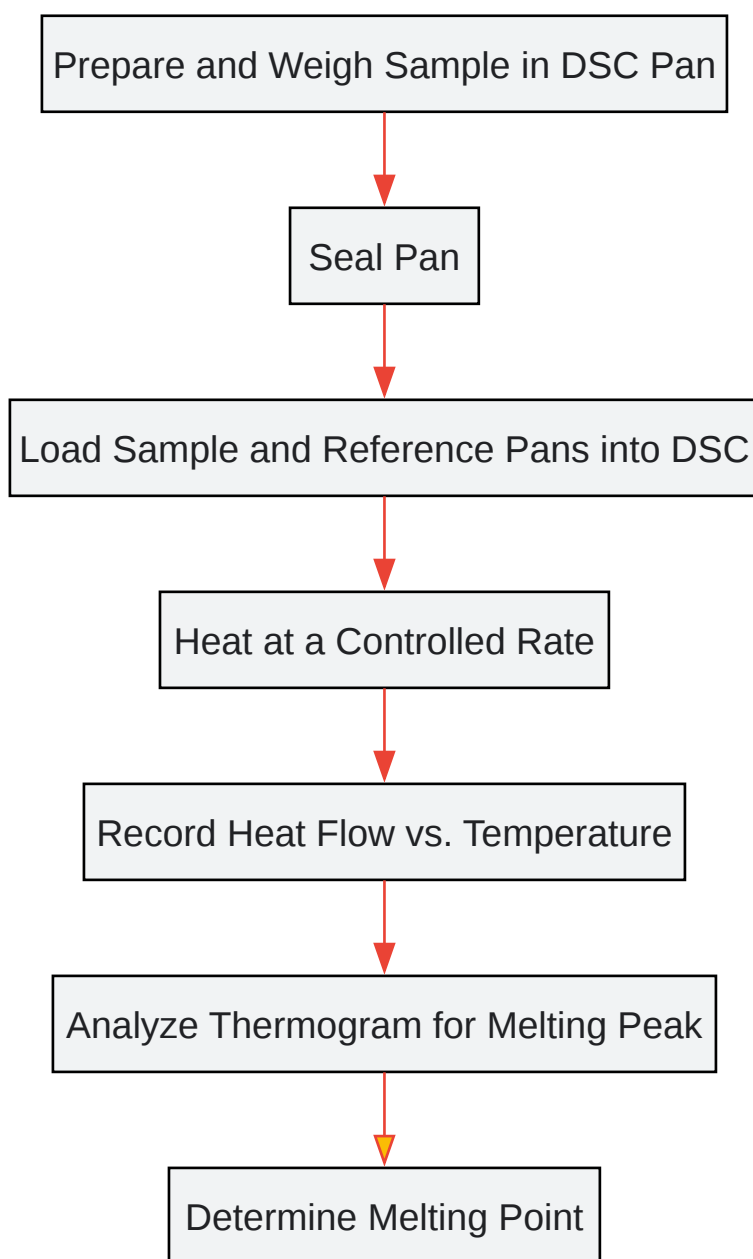 Prepare and Weigh Sample in DSC Pan
Seal Pan
Load Sample and Reference Pans into DSC
Heat at a Controlled Rate
Record Heat Flow vs. Temperature
Analyze Thermogram for Melting Peak
Determine Melting Point